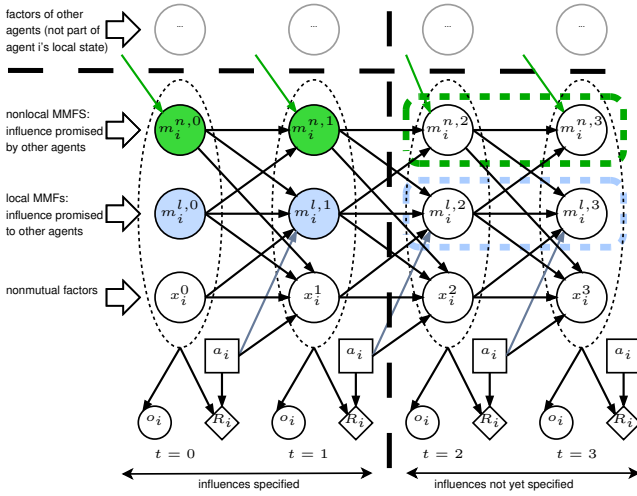 factors of other
agents (not part of
agent i's local state)
... ... ... ...
nonlocal MMFS:
influence promised
by other agents
m_i^{n,0} m_i^{n,1} m_i^{n,2} m_i^{n,3}
local MMFs:
influence promised
to other agents
m_i^{l,0} m_i^{l,1} m_i^{l,2} m_i^{l,3}
nonmutual factors
x_i^0 x_i^1 x_i^2 x_i^3
a_i a_i a_i a_i
o_i R_i o_i R_i o_i R_i o_i R_i
t = 0 t = 1 t = 2 t = 3
influences specified influences not yet specified